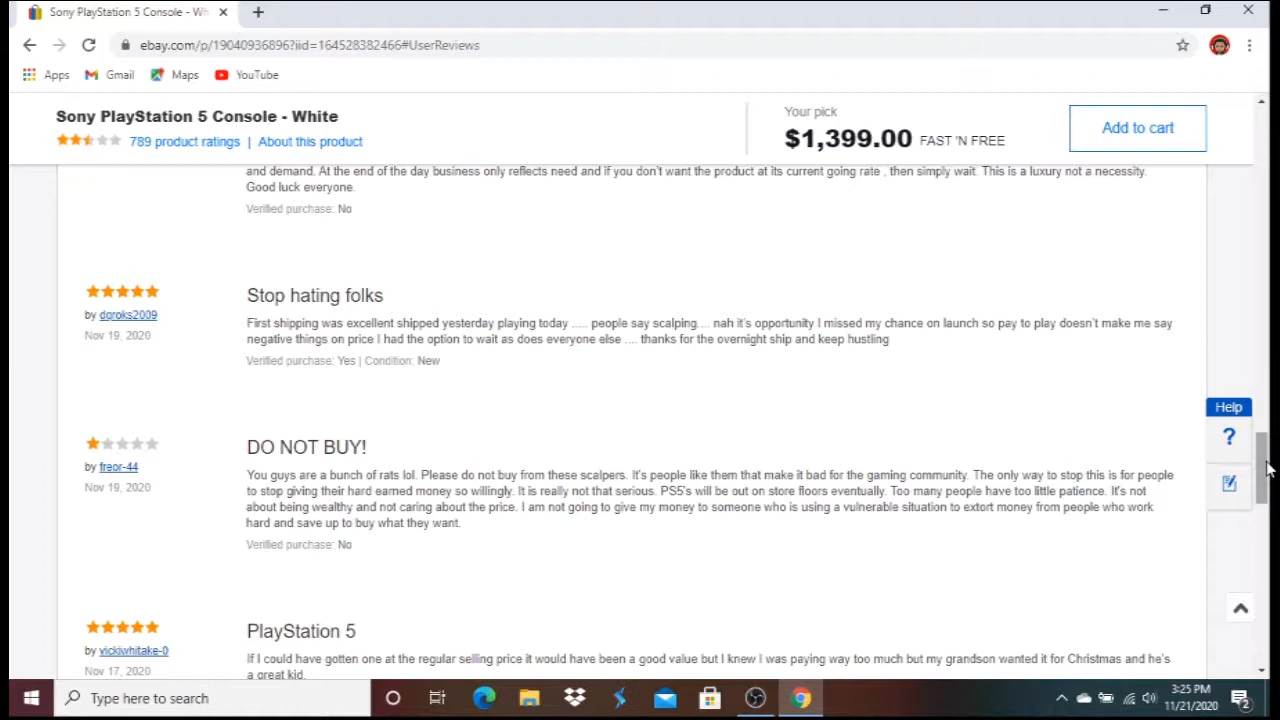 Sony PlayStation 5 Console - Wh
ebay.com/p/19040936896?iid=164528382466#UserReviews
Apps Gmail Maps YouTube
Sony PlayStation 5 Console - White
789 product ratings | About this product
Your pick
$1,399.00 FAST 'N FREE
Add to cart
and demand. At the end of the day business only reflects need and if you don't want the product at its current going rate , then simply wait. This is a luxury not a necessity.
Good luck everyone.
Verified purchase: No
Stop hating folks
by dqroks2009
Nov 19, 2020
First shipping was excellent shipped yesterday playing today ..... people say scalping.... nah it's opportunity I missed my chance on launch so pay to play doesn't make me say
negative things on price I had the option to wait as does everyone else .... thanks for the overnight ship and keep hustling
Verified purchase: Yes | Condition: New
Help
?
DO NOT BUY!
by freor-44
Nov 19, 2020
You guys are a bunch of rats lol. Please do not buy from these scalpers. It's people like them that make it bad for the gaming community. The only way to stop this is for people
to stop giving their hard earned money so willingly. It is really not that serious. PS5's will be out on store floors eventually. Too many people have too little patience. It's not
about being wealthy and not caring about the price. I am not going to give my money to someone who is using a vulnerable situation to extort money from people who work
hard and save up to buy what they want.
Verified purchase: No
PlayStation 5
by vickiwhitake-0
Nov 17, 2020
If I could have gotten one at the regular selling price it would have been a good value but I knew I was paying way too much but my grandson wanted it for Christmas and he's
a great kid.
Type here to search
3:25 PM
11/21/2020
2